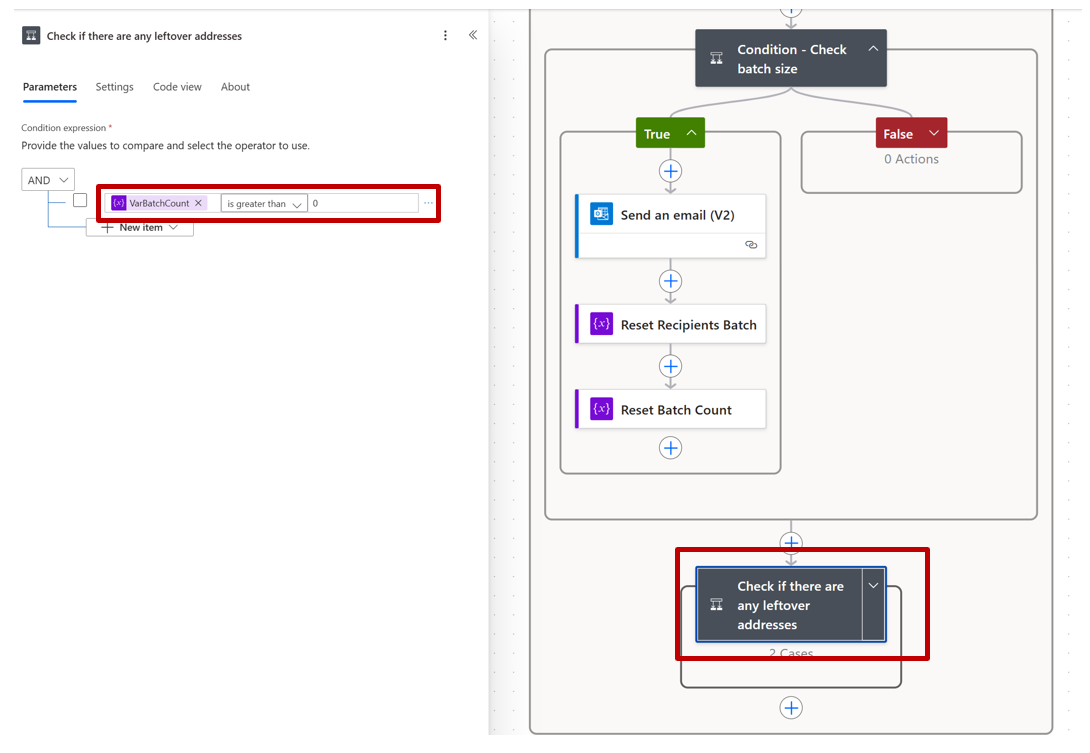 Check if there are any leftover addresses
Parameters
Settings
Code view
About
Condition expression *
Provide the values to compare and select the operator to use.
AND
{x} VarBatchCount
is greater than
0
New item
Condition - Check
batch size
True
False
0 Actions
Send an email (V2)
{x} Reset Recipients Batch
{x} Reset Batch Count
Check if there are
any leftover
addresses
2 Cases